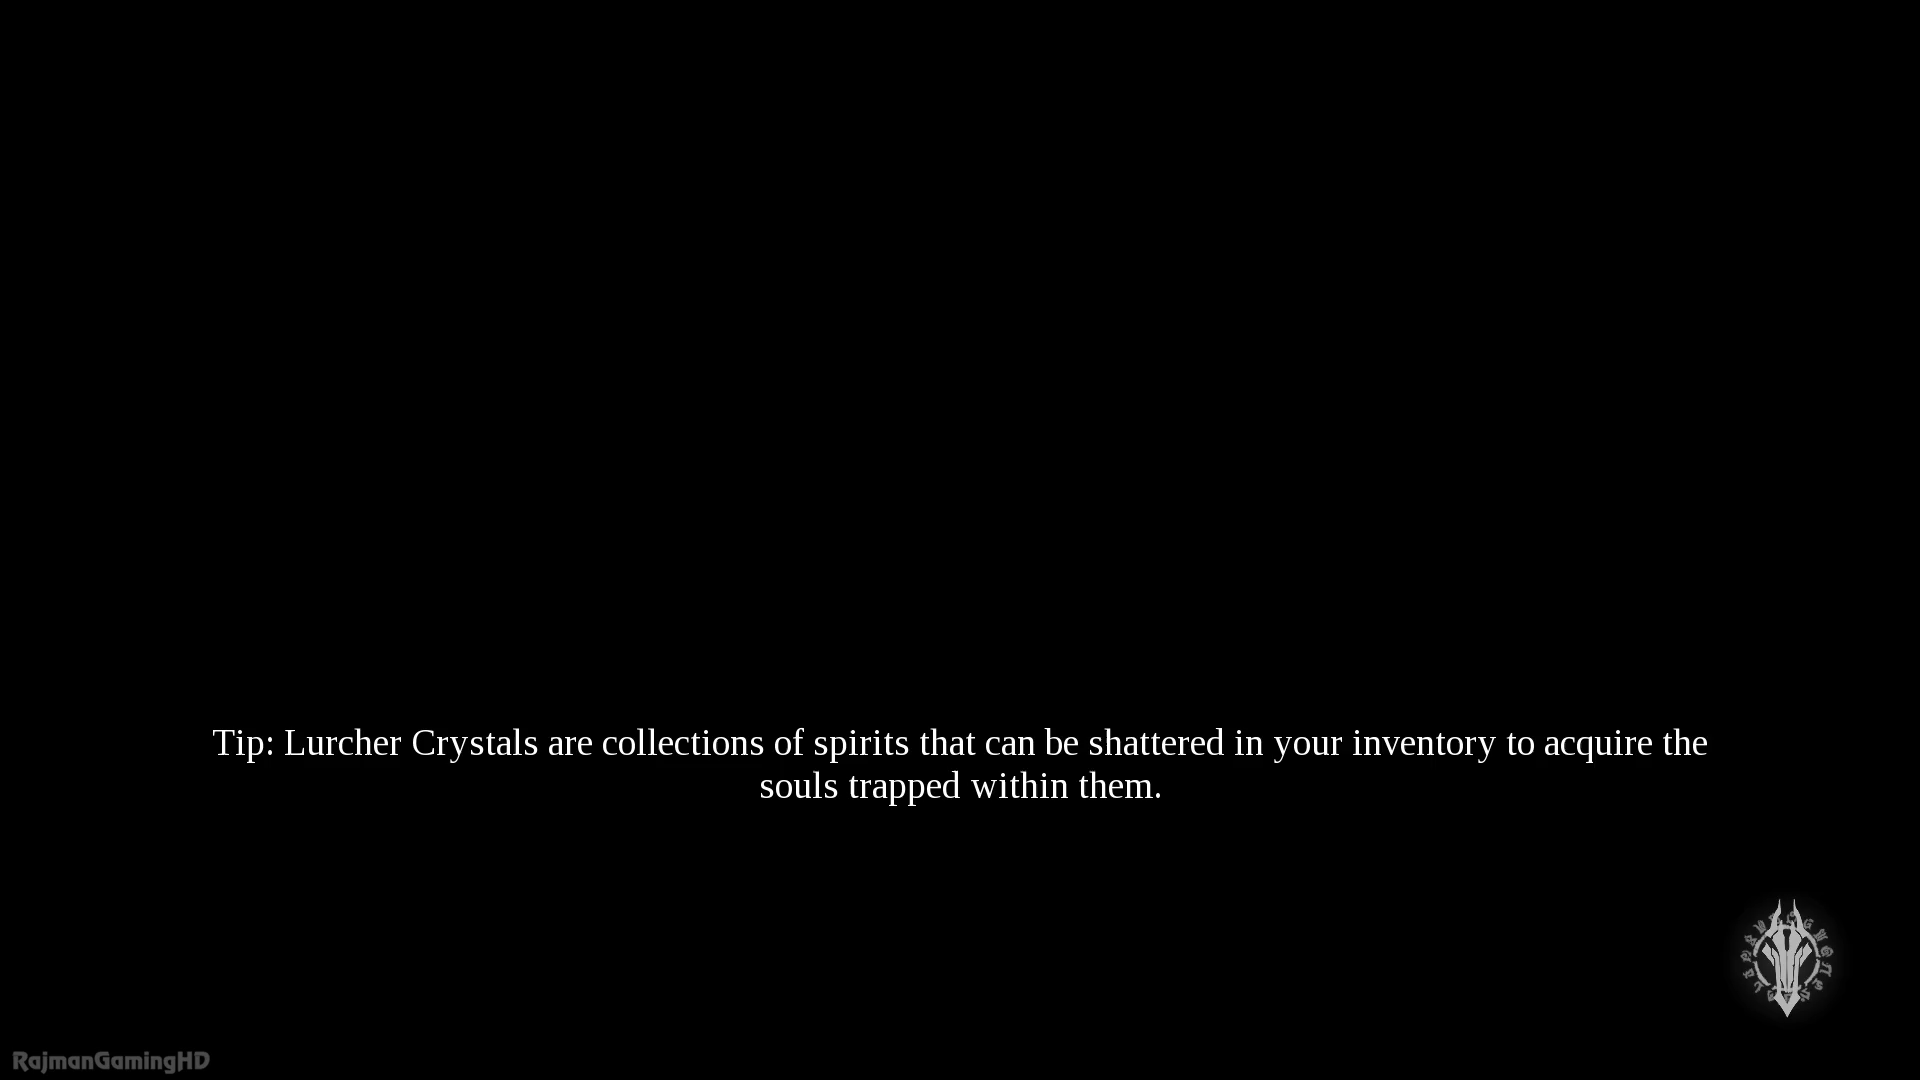 Tip: Lurcher Crystals are collections of spirits that can be shattered in your inventory to acquire the
souls trapped within them.
RajmanGamingHD